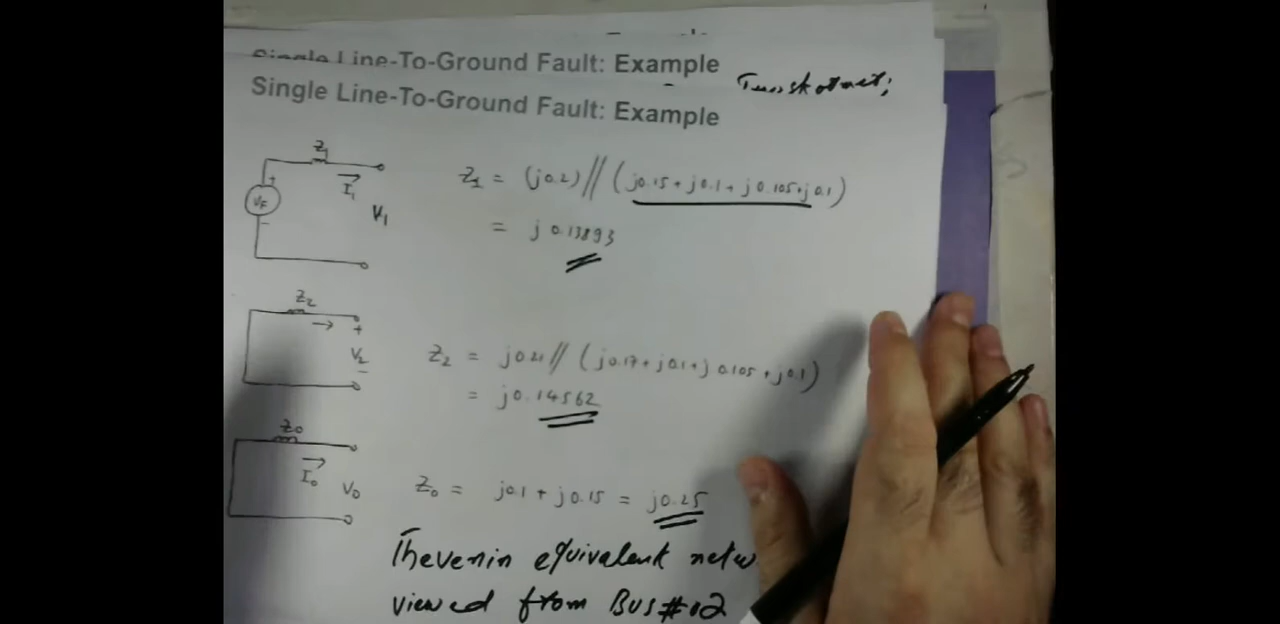 Single Line-To-Ground Fault: Example
Single Line-To-Ground Fault: Example
Z1
I1
VF
+
-
V1
Z1 = (j0.2) // (j0.15 + j0.1 + j0.105 + j0.1)
= j0.13893
Z2
+
V2
-
Z2 = j0.21 // (j0.17 + j0.1 + j0.105 + j0.1)
= j0.14562
Z0
I0
V0
Z0 = j0.1 + j0.15 = j0.25
Thevenin equivalent netw
viewed from Bus#02